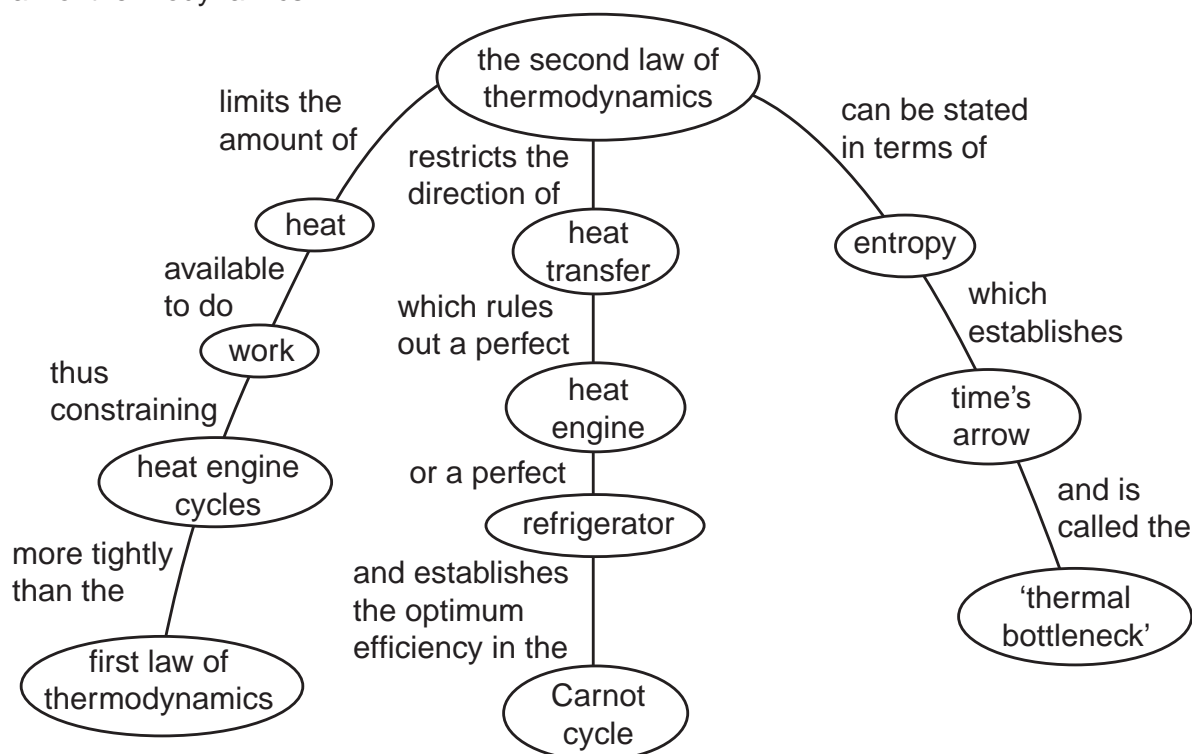 the second law of
thermodynamics
limits the
amount of
heat
available
to do
work
thus
constraining
heat engine
cycles
more tightly
than the
first law of
thermodynamics
restricts the
direction of
heat
transfer
which rules
out a perfect
heat
engine
or a perfect
refrigerator
and establishes
the optimum
efficiency in the
Carnot
cycle
can be stated
in terms of
entropy
which
establishes
time’s
arrow
and is
called the
‘thermal
bottleneck’